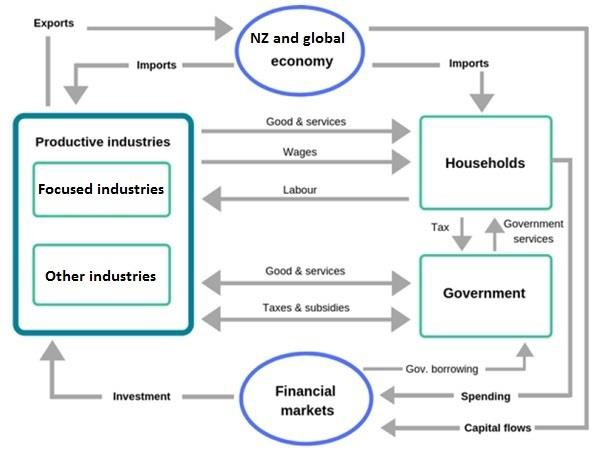 Exports
NZ and global
economy
Imports
Imports
Productive industries
Focused industries
Other industries
Good & services
Wages
Labour
Households
Tax
Government
services
Good & services
Taxes & subsidies
Government
Financial
markets
Gov. borrowing
Investment
Spending
Capital flows